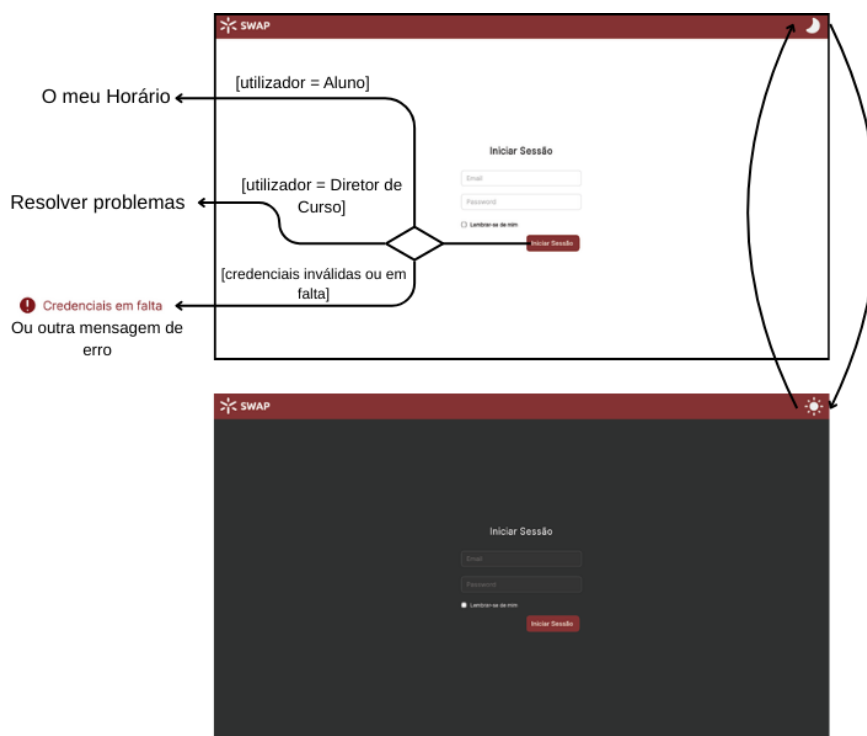 SWAP
[utilizador = Aluno]
O meu Horário
Iniciar Sessão
Email
[utilizador = Diretor de
Curso]
Resolver problemas
Password
Lembrar-se de mim
Iniciar Sessão
[credenciais inválidas ou em
falta]
Credenciais em falta
Ou outra mensagem de
erro
SWAP
Iniciar Sessão
Email
Password
Lembrar-se de mim
Iniciar Sessão